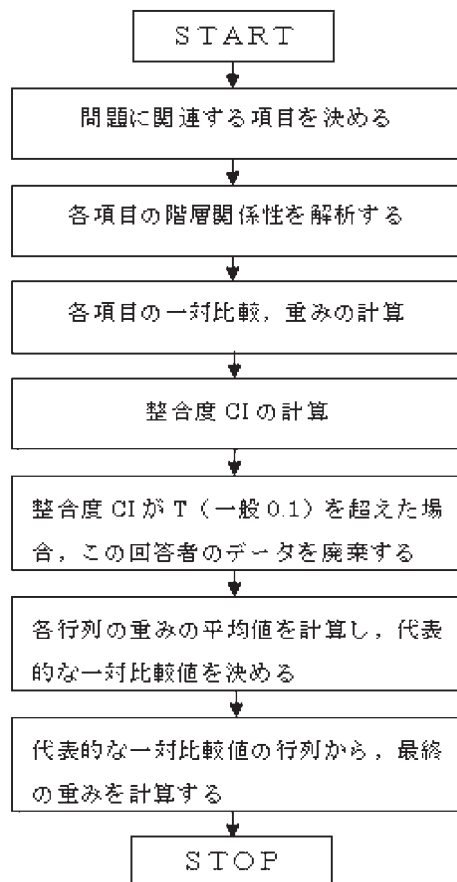 START
問題に関連する項目を決める
各項目の階層関係性を解析する
各項目の一対比較，重みの計算
整合度 CI の計算
整合度 CI が T（一般 0.1）を超えた場
合，この回答者のデータを廃棄する
各行列の重みの平均値を計算し，代表
的な一対比較値を決める
代表的な一対比較値の行列から，最終
の重みを計算する
STOP